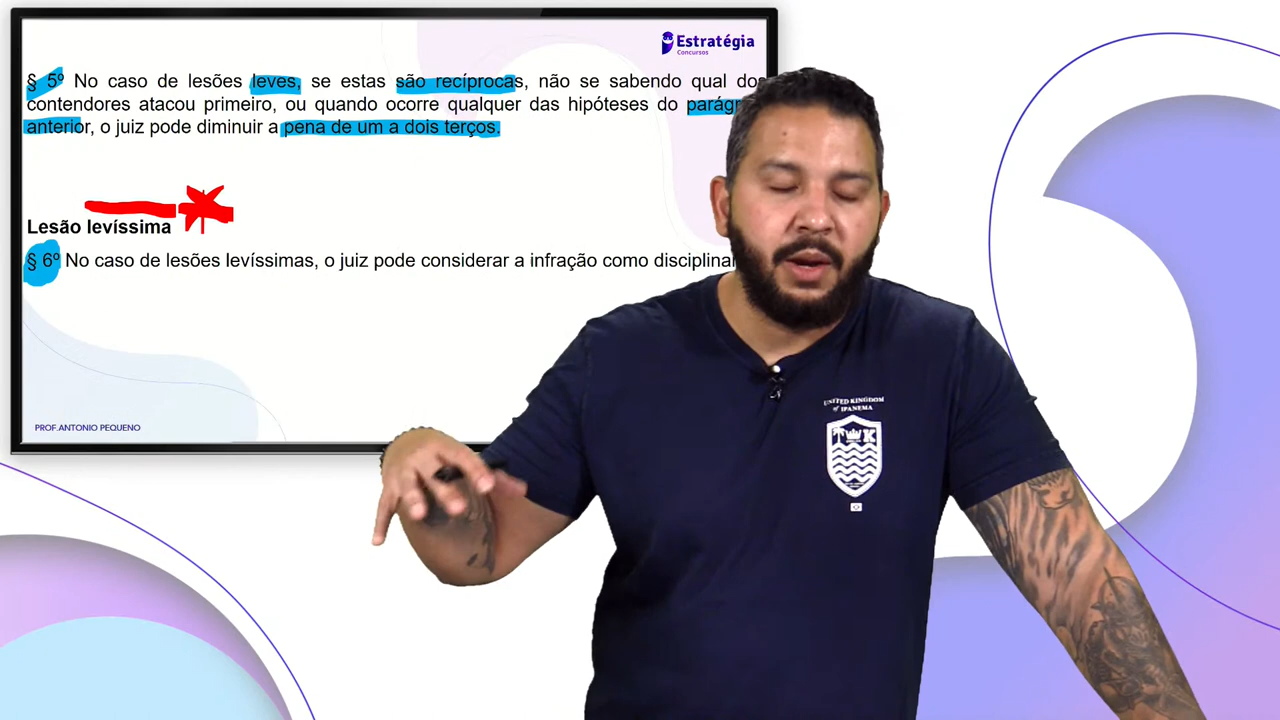 Estratégia
Concursos
§ 5º No caso de lesões leves, se estas são recíprocas, não se sabendo qual dos
contendores atacou primeiro, ou quando ocorre qualquer das hipóteses do
anterior, o juiz pode diminuir a pena de um a dois terços.
Lesão levíssima
§ 6º No caso de lesões levíssimas, o juiz pode considerar a infração como
PROF. ANTONIO PEQUENO
UNITED KINGDOM
of IPANEMA